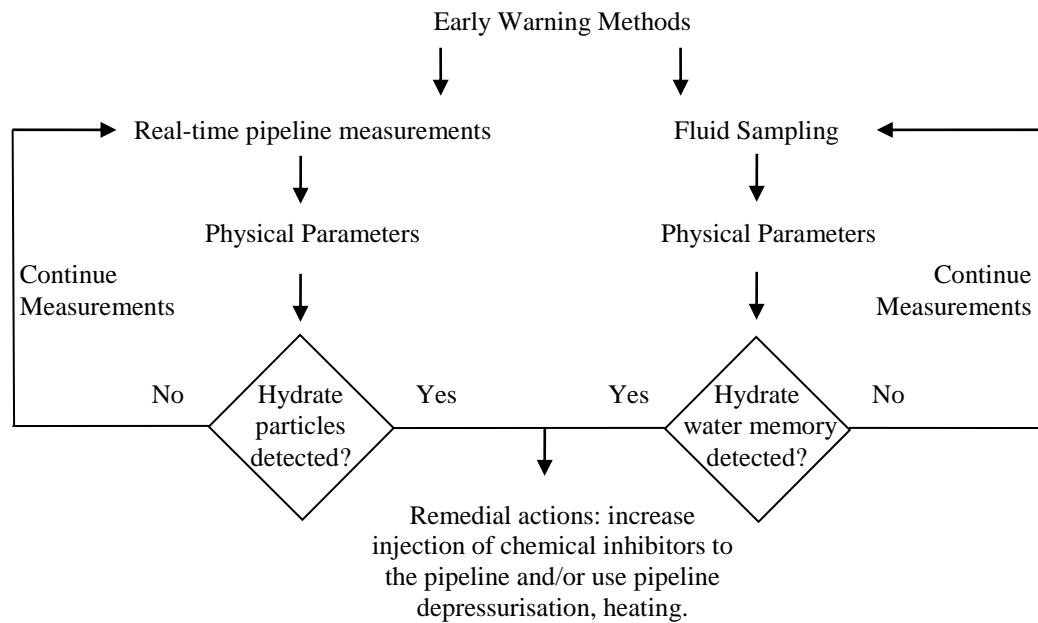 Early Warning Methods
Real-time pipeline measurements
Fluid Sampling
Physical Parameters
Physical Parameters
Continue
Measurements
Continue
Measurements
No
Hydrate
particles
detected?
Yes
Yes
Hydrate
water memory
detected?
No
Remedial actions: increase
injection of chemical inhibitors to
the pipeline and/or use pipeline
depressurisation, heating.